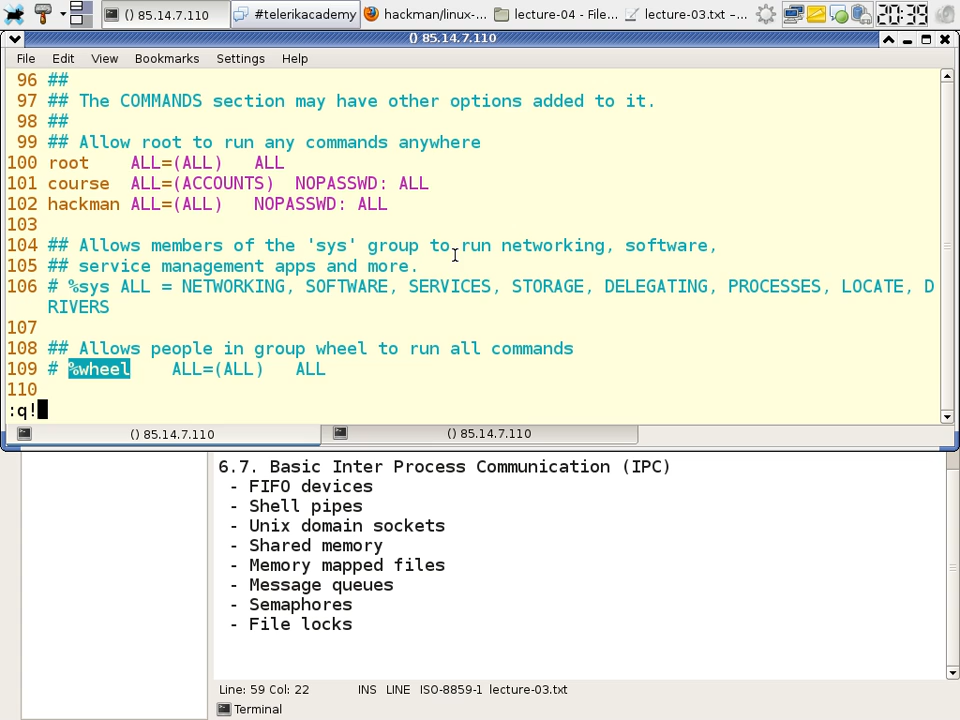 () 85.14.7.110
#telerikacademy
hackman/linux-...
lecture-04 - File...
lecture-03.txt –...
20:39
() 85.14.7.110
File Edit View Bookmarks Settings Help
96 ##
97 ## The COMMANDS section may have other options added to it.
98 ##
99 ## Allow root to run any commands anywhere
100 root    ALL=(ALL)   ALL
101 course  ALL=(ACCOUNTS)  NOPASSWD: ALL
102 hackman ALL=(ALL)   NOPASSWD: ALL
103
104 ## Allows members of the 'sys' group to run networking, software,
105 ## service management apps and more.
106 # %sys ALL = NETWORKING, SOFTWARE, SERVICES, STORAGE, DELEGATING, PROCESSES, LOCATE, D
RIVERS
107
108 ## Allows people in group wheel to run all commands
109 # %wheel    ALL=(ALL)   ALL
110
:q!
() 85.14.7.110
() 85.14.7.110
6.7. Basic Inter Process Communication (IPC)
- FIFO devices
- Shell pipes
- Unix domain sockets
- Shared memory
- Memory mapped files
- Message queues
- Semaphores
- File locks
Line: 59 Col: 22 INS LINE ISO-8859-1 lecture-03.txt
Terminal